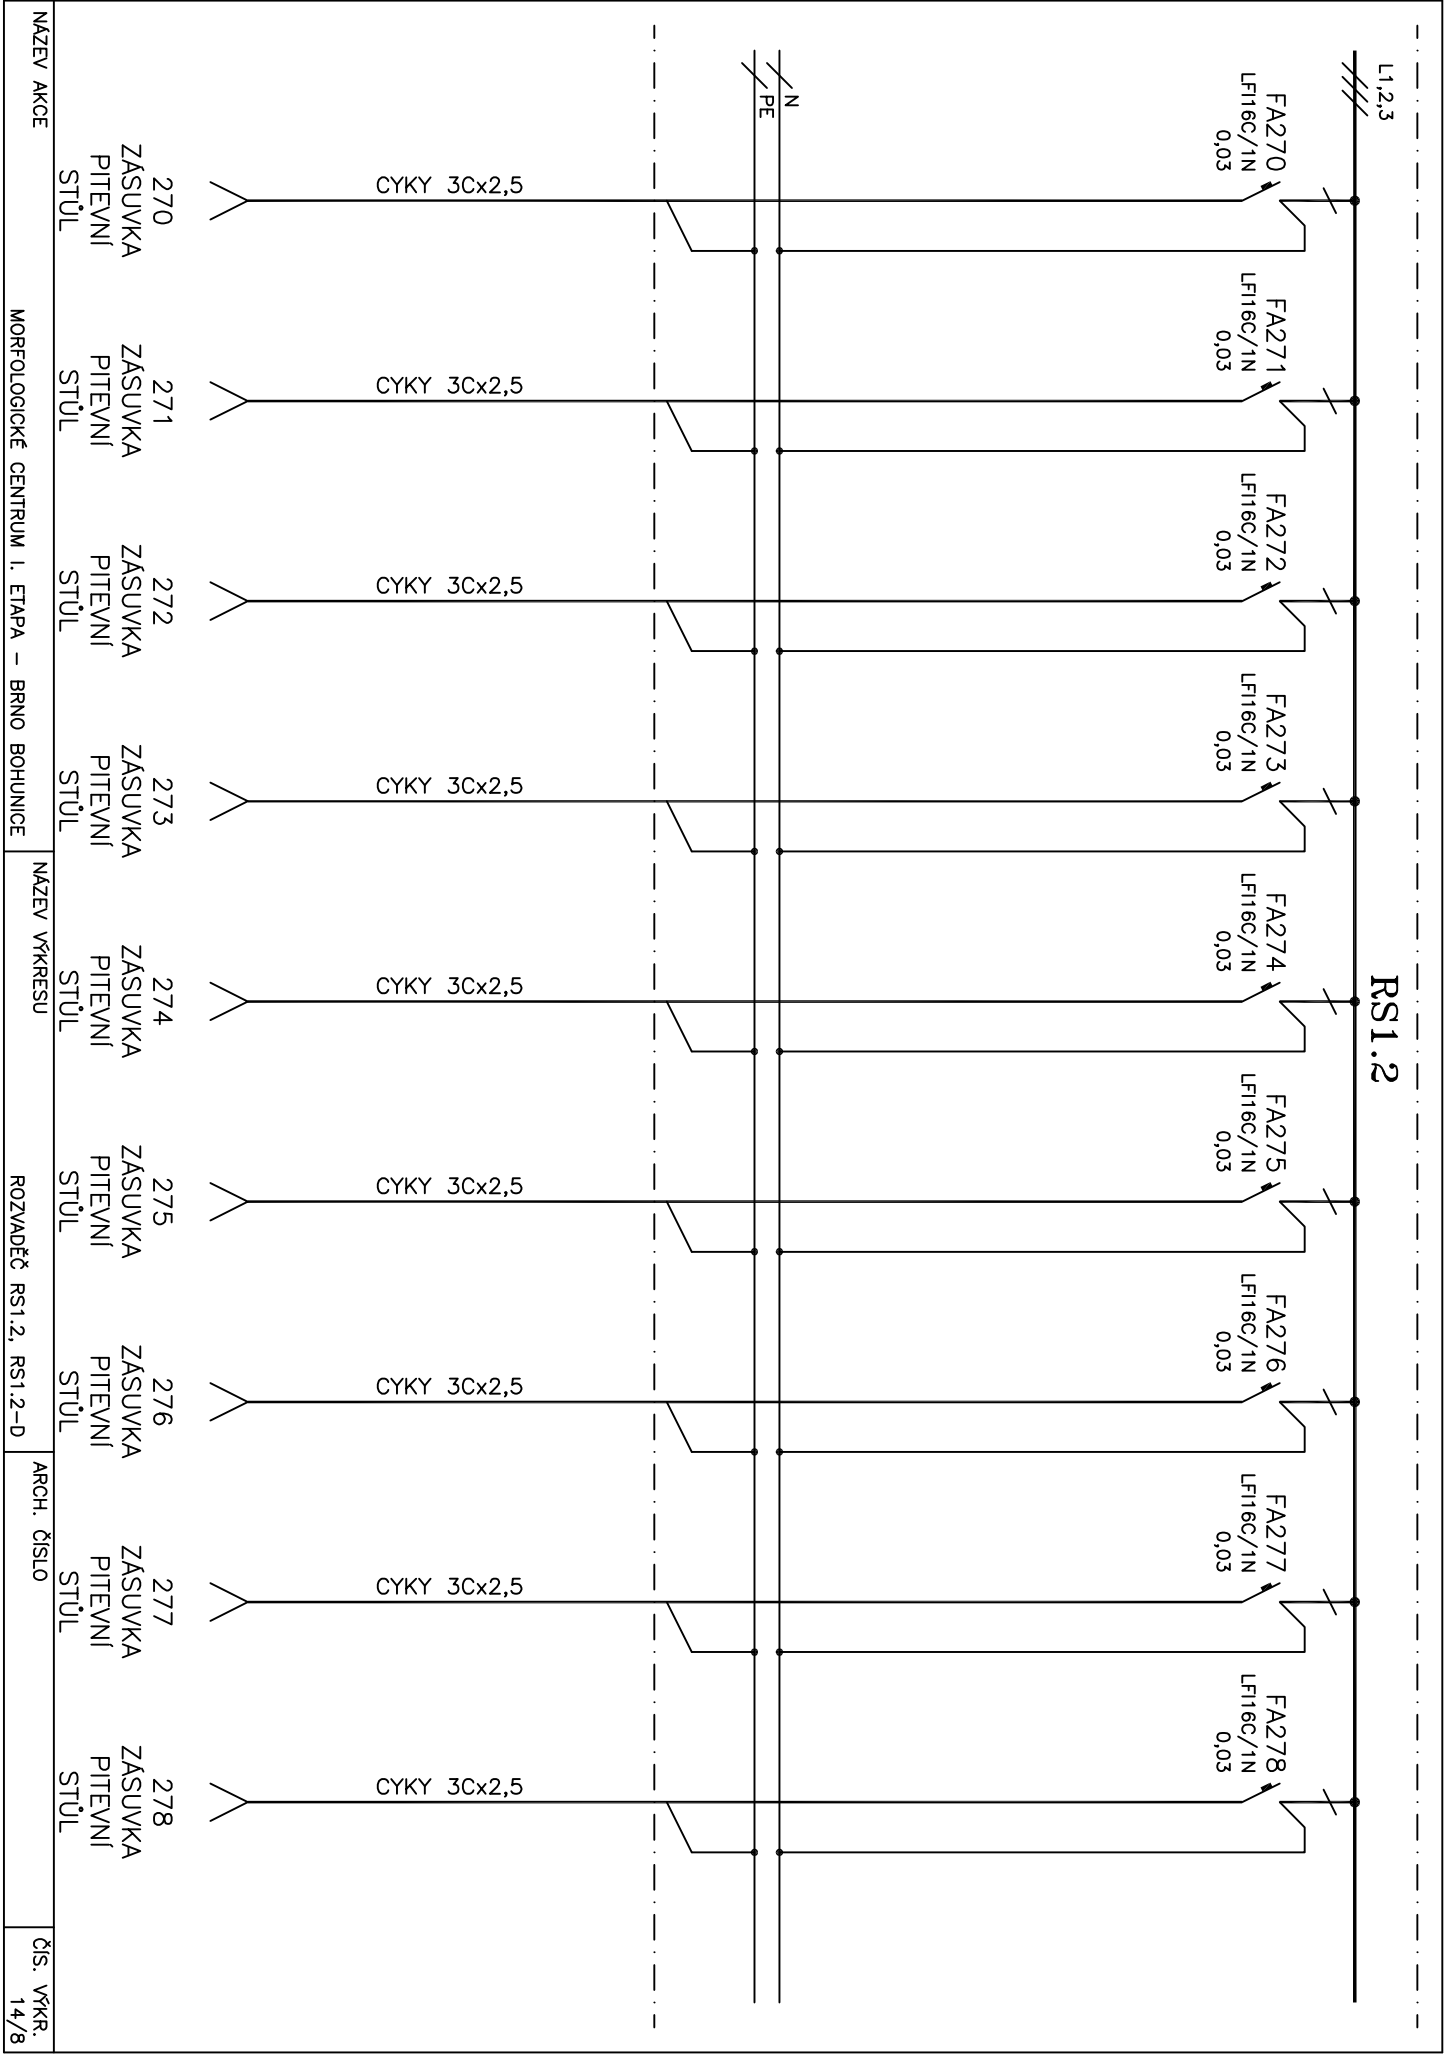 L1,2,3
RS1.2
FA270
LFI16C/1N
0,03
FA271
LFI16C/1N
0,03
FA272
LFI16C/1N
0,03
FA273
LFI16C/1N
0,03
FA274
LFI16C/1N
0,03
FA275
LFI16C/1N
0,03
FA276
LFI16C/1N
0,03
FA277
LFI16C/1N
0,03
FA278
LFI16C/1N
0,03
N
PE
CYKY 3Cx2,5
CYKY 3Cx2,5
CYKY 3Cx2,5
CYKY 3Cx2,5
CYKY 3Cx2,5
CYKY 3Cx2,5
CYKY 3Cx2,5
CYKY 3Cx2,5
CYKY 3Cx2,5
270
ZÁSUVKA
PITEVNÍ
STŮL
271
ZÁSUVKA
PITEVNÍ
STŮL
272
ZÁSUVKA
PITEVNÍ
STŮL
273
ZÁSUVKA
PITEVNÍ
STŮL
274
ZÁSUVKA
PITEVNÍ
STŮL
275
ZÁSUVKA
PITEVNÍ
STŮL
276
ZÁSUVKA
PITEVNÍ
STŮL
277
ZÁSUVKA
PITEVNÍ
STŮL
278
ZÁSUVKA
PITEVNÍ
STŮL
NÁZEV AKCE
MORFOLOGICKÉ CENTRUM I. ETAPA – BRNO BOHUNICE
NÁZEV VÝKRESU
ROZVADĚČ RS1.2, RS1.2–D
ARCH. ČÍSLO
ČÍS. VÝKR.
14/8